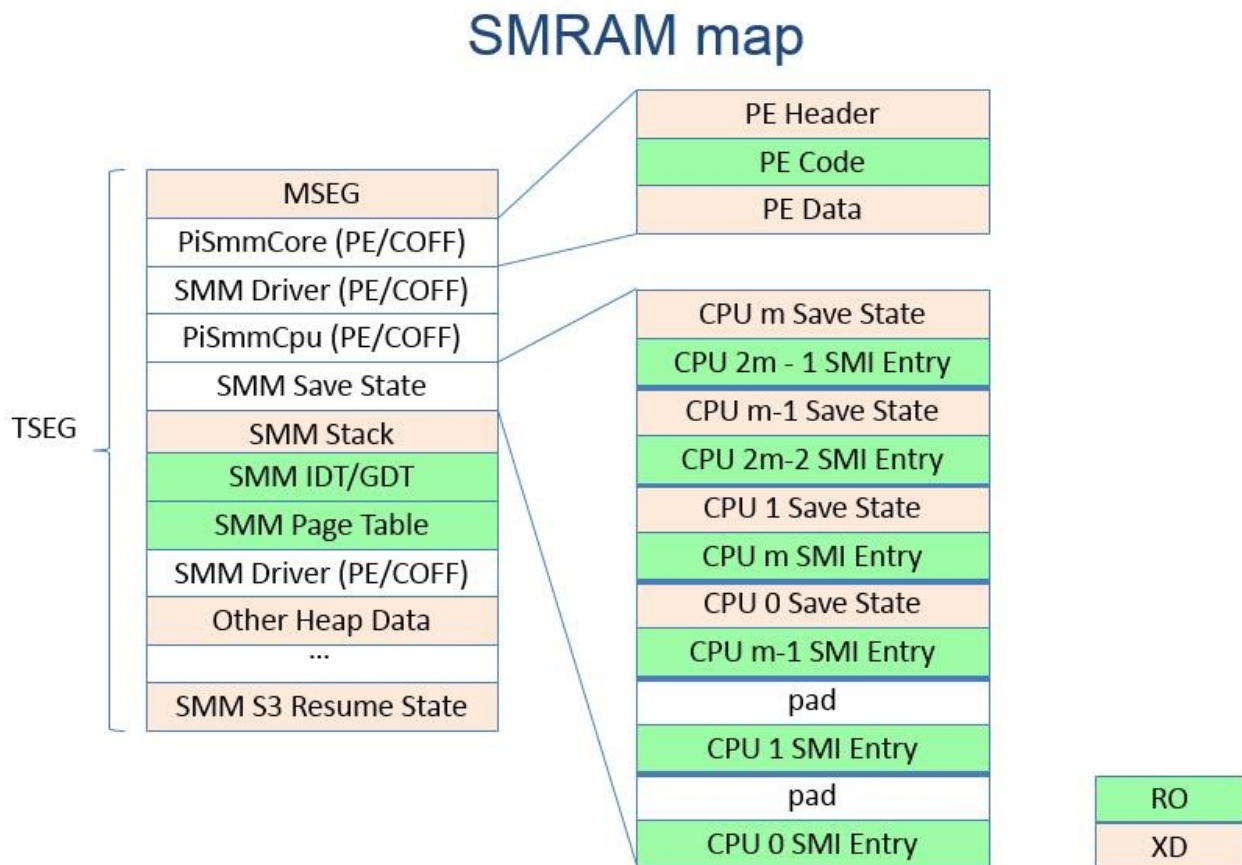 SMRAM map
TSEG
MSEG
PiSmmCore (PE/COFF)
SMM Driver (PE/COFF)
PiSmmCpu (PE/COFF)
SMM Save State
SMM Stack
SMM IDT/GDT
SMM Page Table
SMM Driver (PE/COFF)
Other Heap Data
...
SMM S3 Resume State
PE Header
PE Code
PE Data
CPU m Save State
CPU 2m - 1 SMI Entry
CPU m-1 Save State
CPU 2m-2 SMI Entry
CPU 1 Save State
CPU m SMI Entry
CPU 0 Save State
CPU m-1 SMI Entry
pad
CPU 1 SMI Entry
pad
CPU 0 SMI Entry
RO
XD